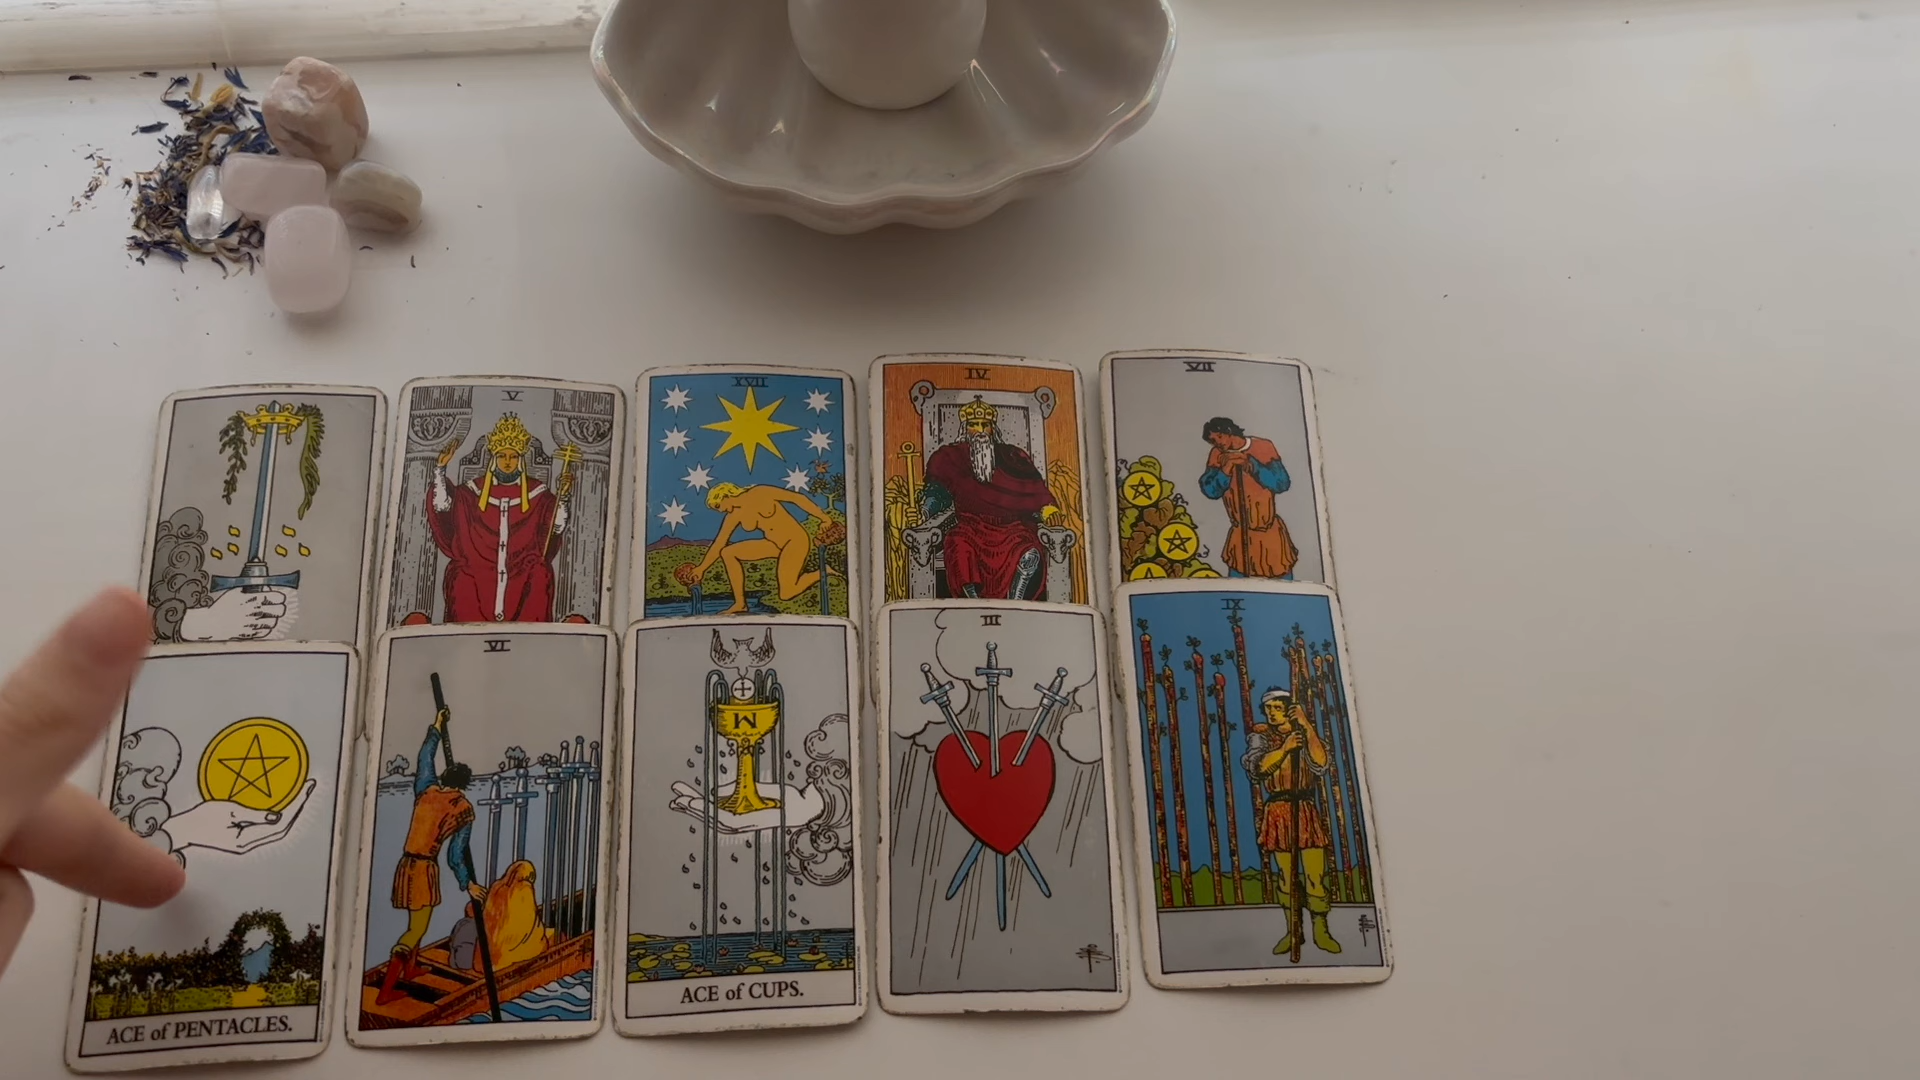 V
XVII
IV
VII
ACE of PENTACLES.
VI
ACE of CUPS.
III
IX